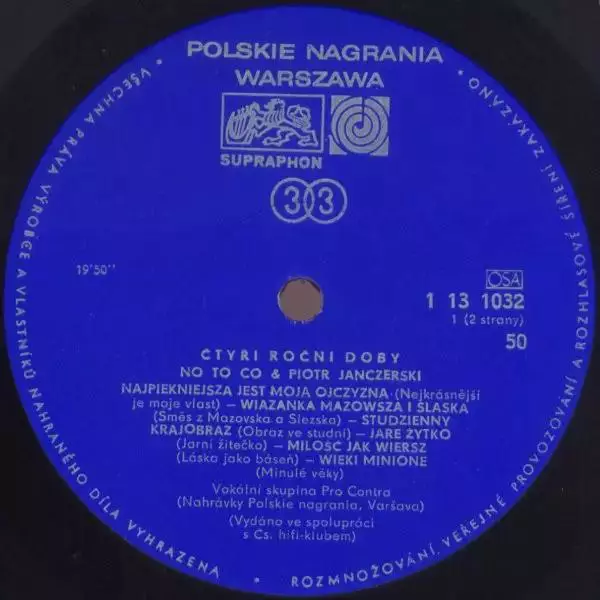 POLSKIE NAGRANIA
WARSZAWA
SUPRAPHON
33
19'50''
OSA
1 13 1032
1 (2 strany)
50
ČTYŘI ROČNÍ DOBY
NO TO CO & PIOTR JANCZERSKI
NAJPIEKNIEJSZA JEST MOJA OJCZYZNA (Nejkrásnější
je moje vlast) – WIAZANKA MAZOWSZA I SLASKA
(Směs z Mazovska a Slezska) – STUDZIENNY
KRAJOBRAZ (Obraz ve studni) – JARE ŻYTKO
(Jarní žitečko) – MILOSĆ JAK WIERSZ
(Láska jako báseň) – WIEKI MINIONE
(Minulé věky)
Vokální skupina Pro Contra
(Nahrávky Polskie nagrania, Varšava)
(Vydáno ve spolupráci
s Čs. hifi-klubem)
• VŠECHNA PRÁVA VÝROBCE A VLASTNÍKŮ NAHRANÉHO DÍLA VYHRAZENA • ROZMNOŽOVÁNÍ, VEŘEJNÉ PROVOZOVÁNÍ A ROZHLASOVÉ ŠÍŘENÍ ZAKÁZÁNO •